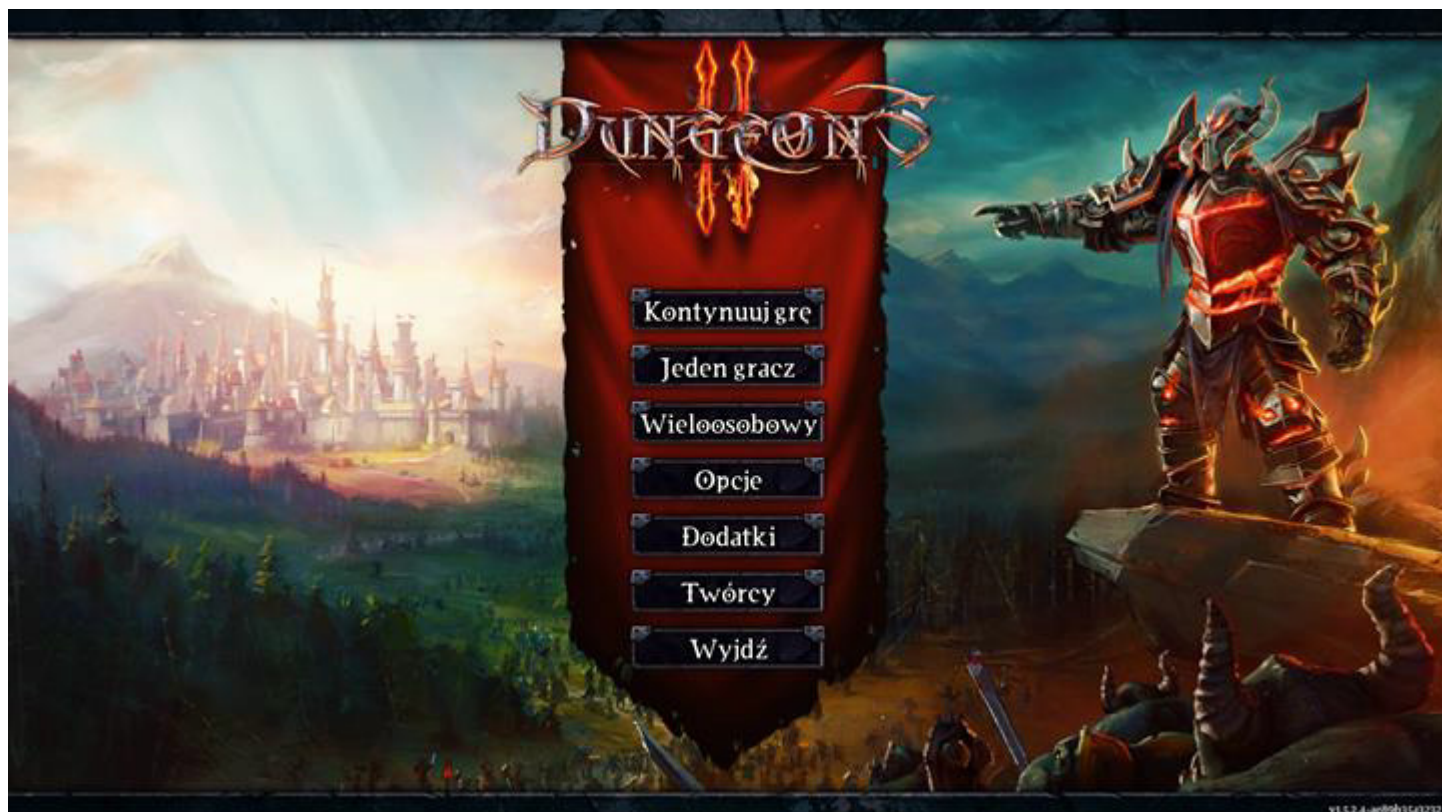 DUNGEONS
II
Kontynuuj grę
Jeden gracz
Wieloosobowy
Opcje
Dodatki
Twórcy
Wyjdź